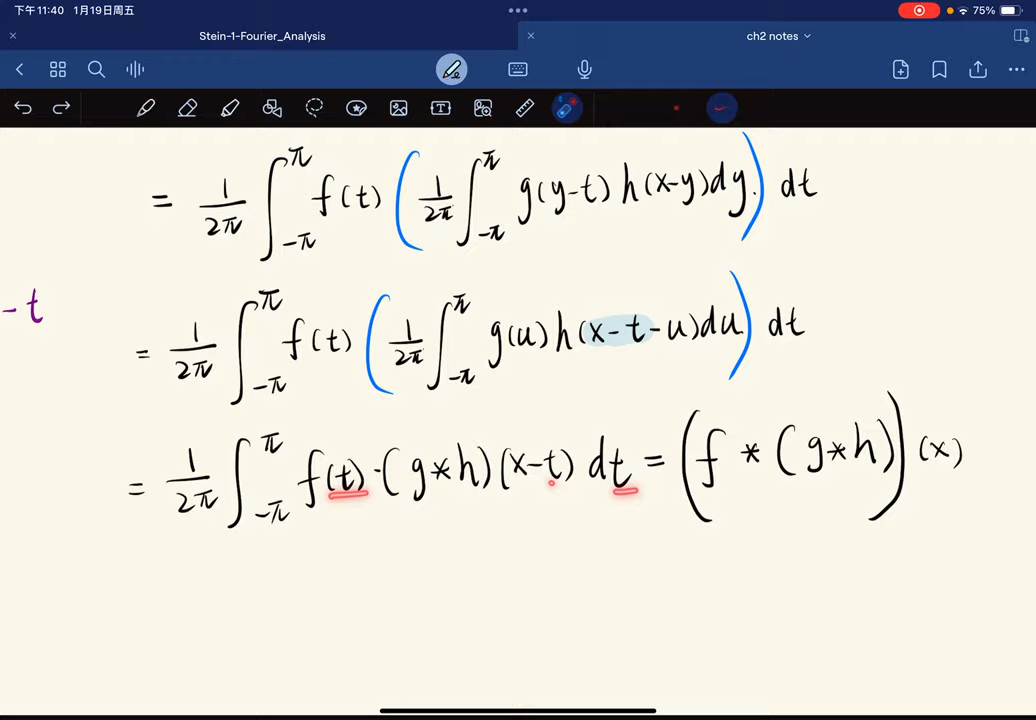 下午11:40 1月19日周五
75%
Stein-1-Fourier_Analysis
ch2 notes
= 1/2π ∫_{-π}^{π} f(t) ( 1/2π ∫_{-π}^{π} g(y-t) h(x-y) dy ) dt
- t
= 1/2π ∫_{-π}^{π} f(t) ( 1/2π ∫_{-π}^{π} g(u) h(x-t-u) du ) dt
= 1/2π ∫_{-π}^{π} f(t) · (g*h)(x-t) dt = (f * (g*h))(x)